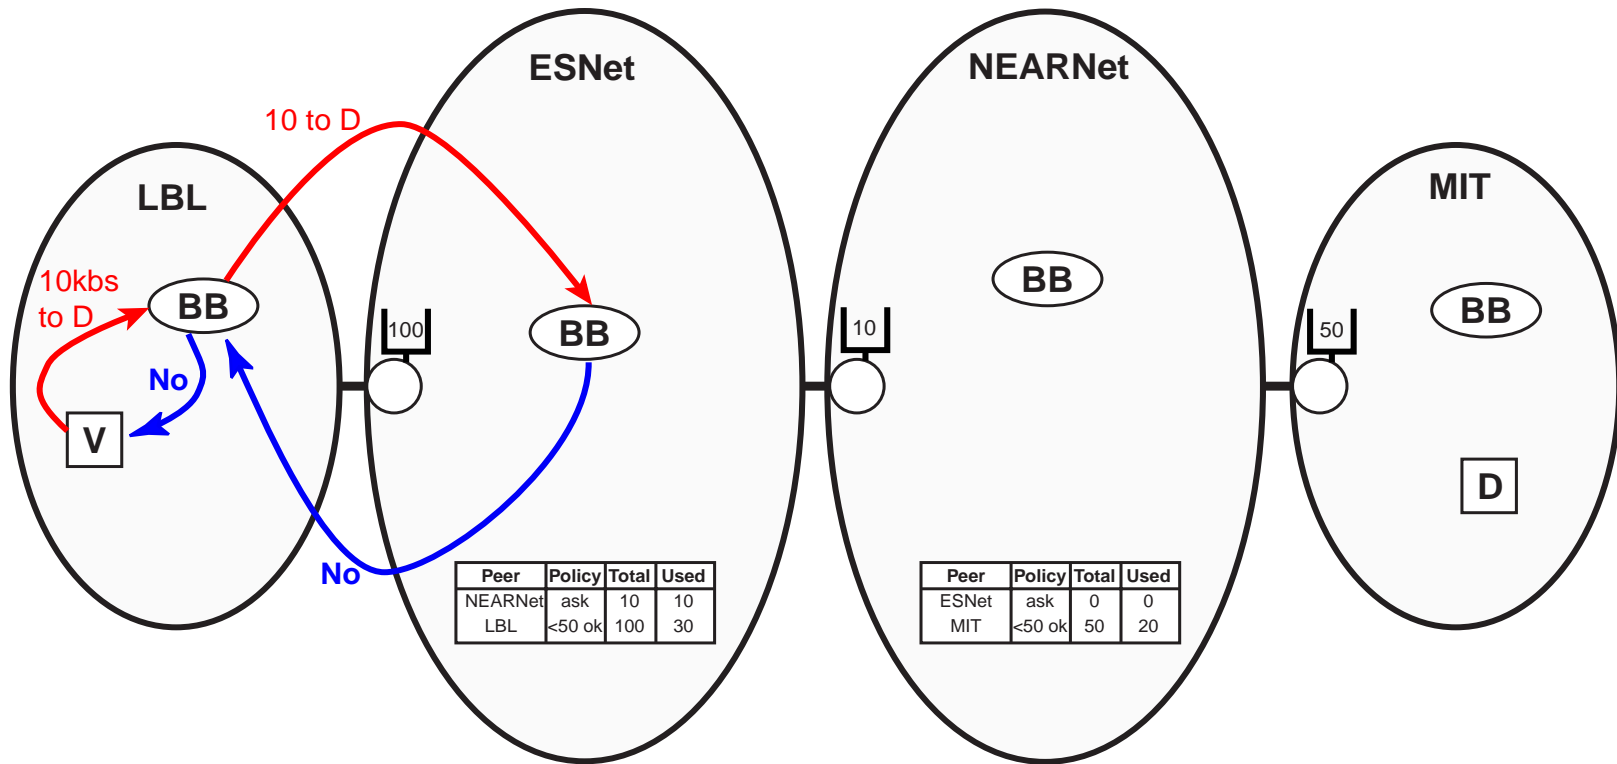 ESNet
NEARNet
10 to D
LBL
MIT
10kbs
to D
BB
BB
BB
BB
100
10
50
No
V
D
No
Peer Policy Total Used
NEARNet ask 10 10
LBL <50 ok 100 30
Peer Policy Total Used
ESNet ask 0 0
MIT <50 ok 50 20